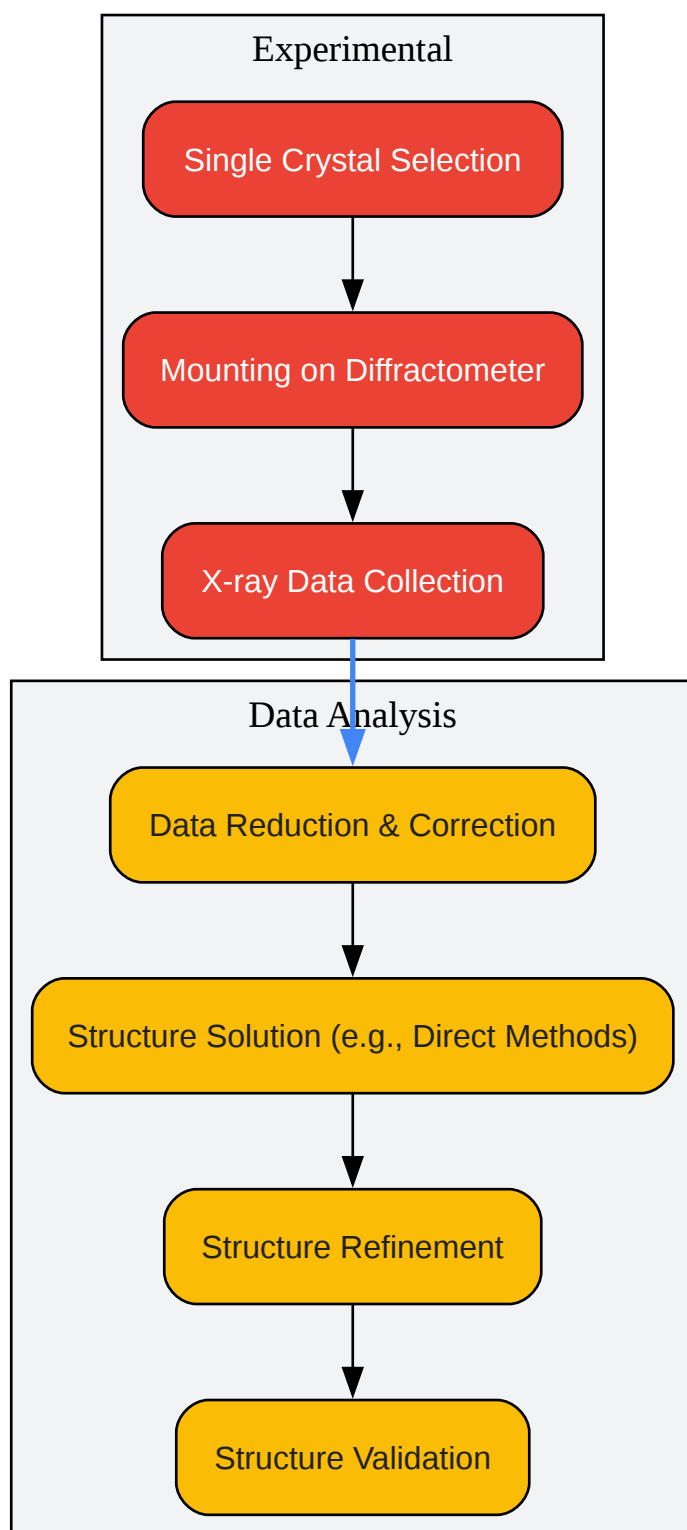 Experimental
Single Crystal Selection
Mounting on Diffractometer
X-ray Data Collection
Data Analysis
Data Reduction & Correction
Structure Solution (e.g., Direct Methods)
Structure Refinement
Structure Validation